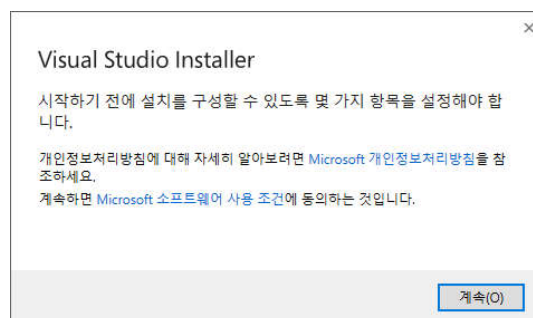 Visual Studio Installer
시작하기 전에 설치를 구성할 수 있도록 몇 가지 항목을 설정해야 합
니다.
개인정보처리방침에 대해 자세히 알아보려면 Microsoft 개인정보처리방침을 참
조하세요.
계속하면 Microsoft 소프트웨어 사용 조건에 동의하는 것입니다.
계속(O)